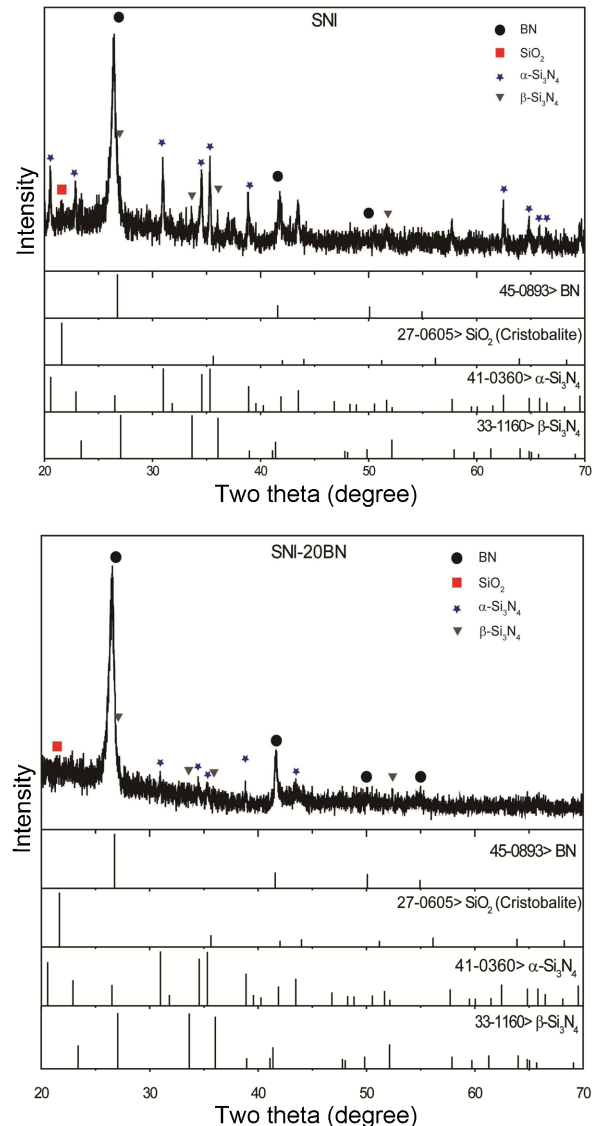 SNI
BN
SiO₂
α-Si₃N₄
β-Si₃N₄
Intensity
45-0893> BN
27-0605> SiO₂ (Cristobalite)
41-0360> α-Si₃N₄
33-1160> β-Si₃N₄
20 30 40 50 60 70
Two theta (degree)
SNI-20BN
BN
SiO₂
α-Si₃N₄
β-Si₃N₄
Intensity
45-0893> BN
27-0605> SiO₂ (Cristobalite)
41-0360> α-Si₃N₄
33-1160> β-Si₃N₄
20 30 40 50 60 70
Two theta (degree)